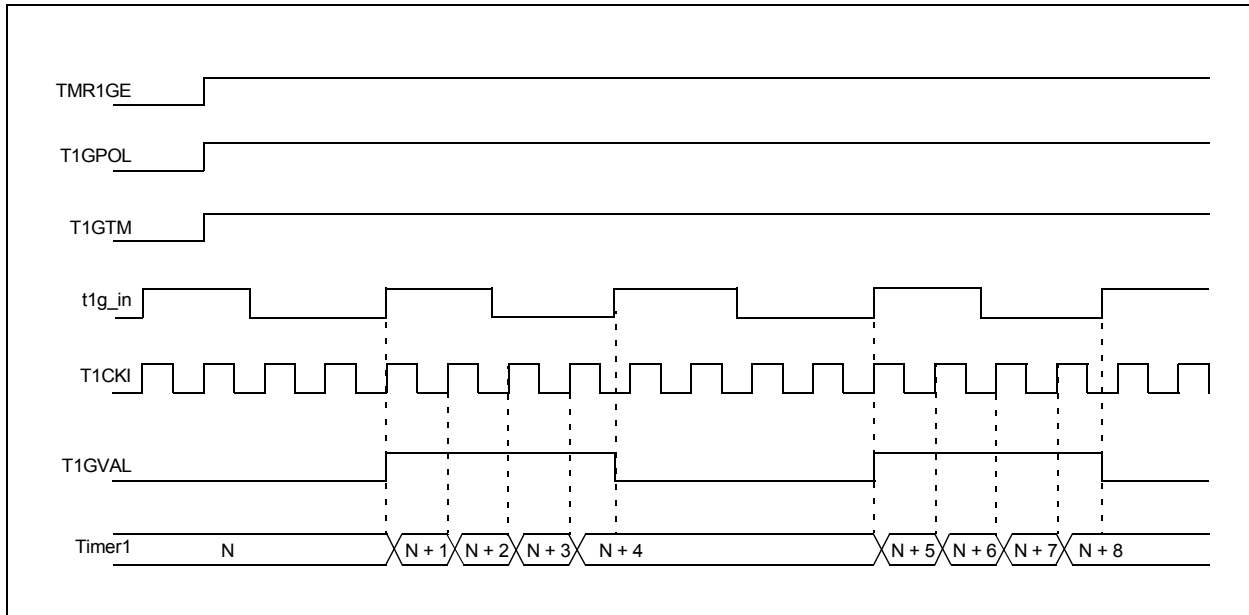 TMR1GE
T1GPOL
T1GTM
t1g_in
T1CKI
T1GVAL
Timer1 N N + 1 N + 2 N + 3 N + 4 N + 5 N + 6 N + 7 N + 8